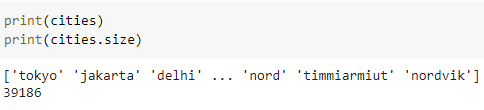 print(cities)
print(cities.size)
['tokyo' 'jakarta' 'delhi' ... 'nord' 'timmiarmiut' 'nordvik']
39186